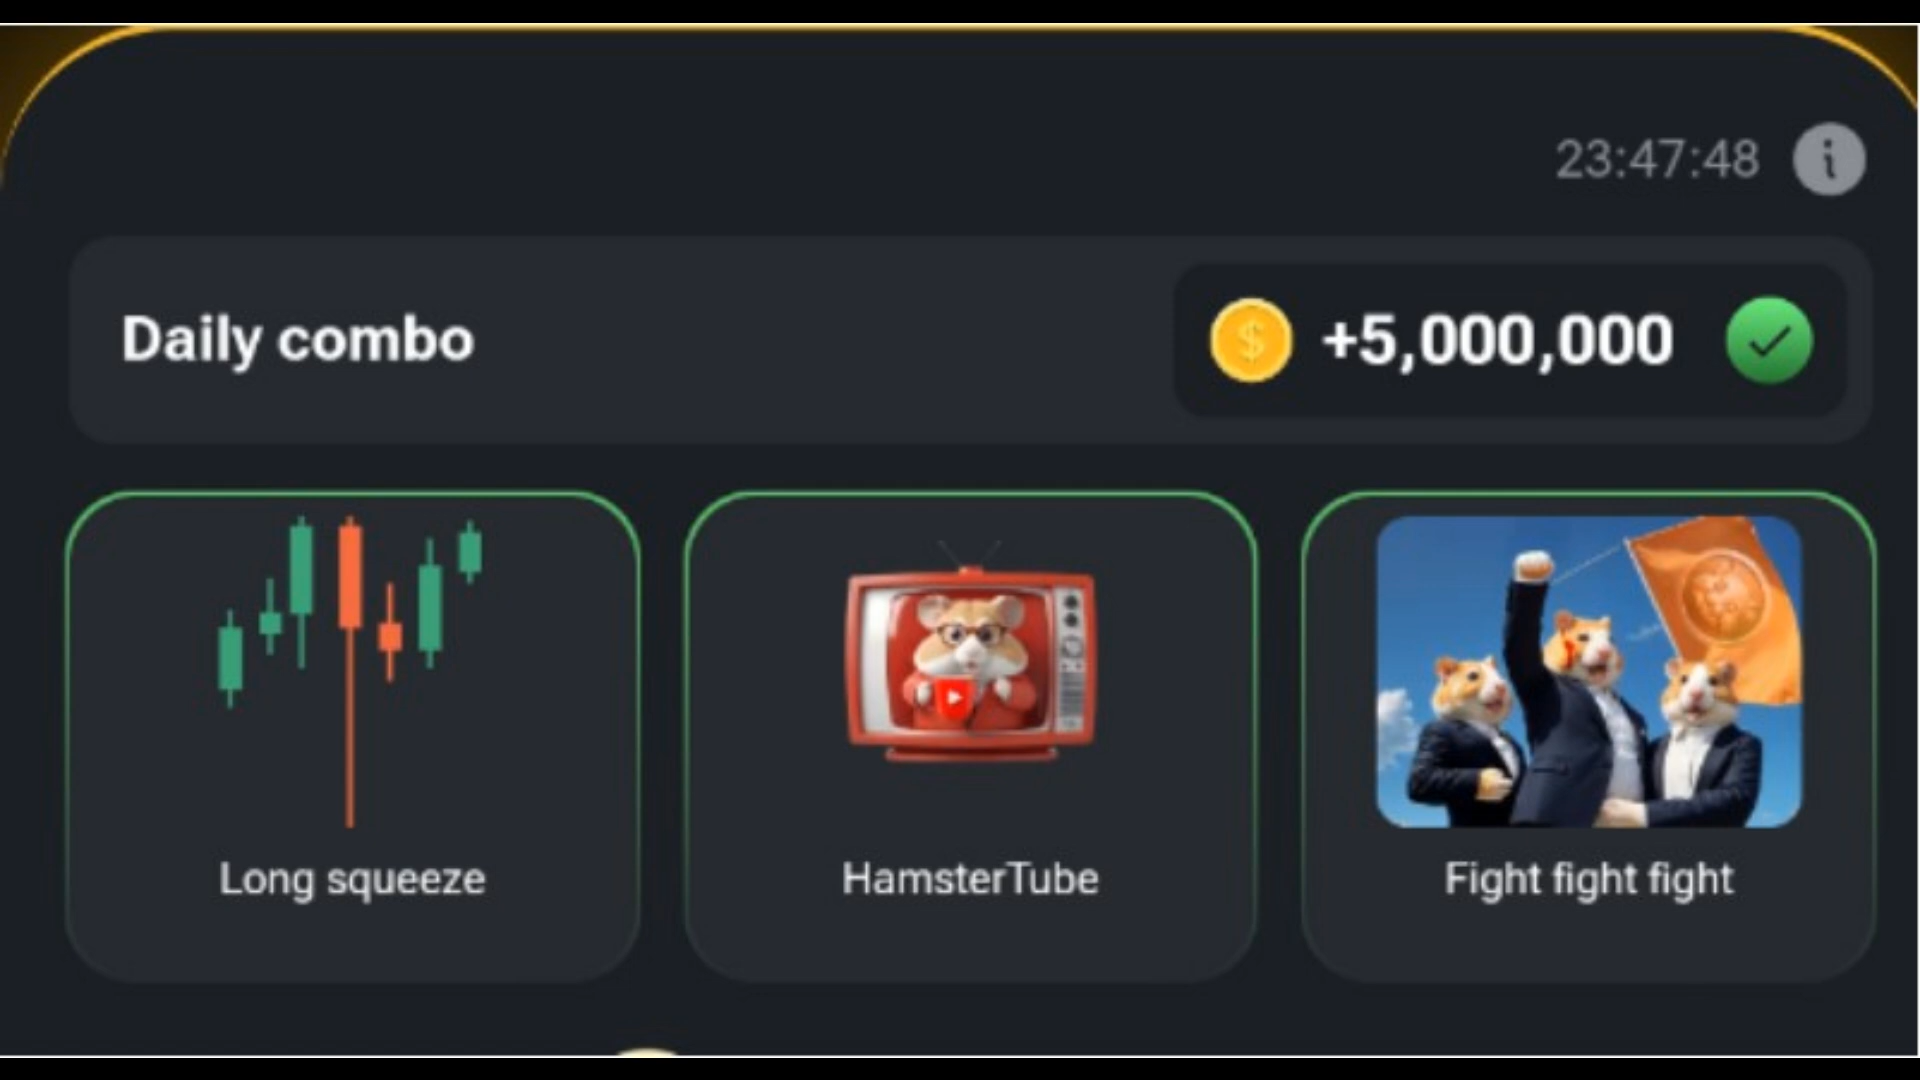 23:47:48
Daily combo
+5,000,000
Long squeeze
HamsterTube
Fight fight fight